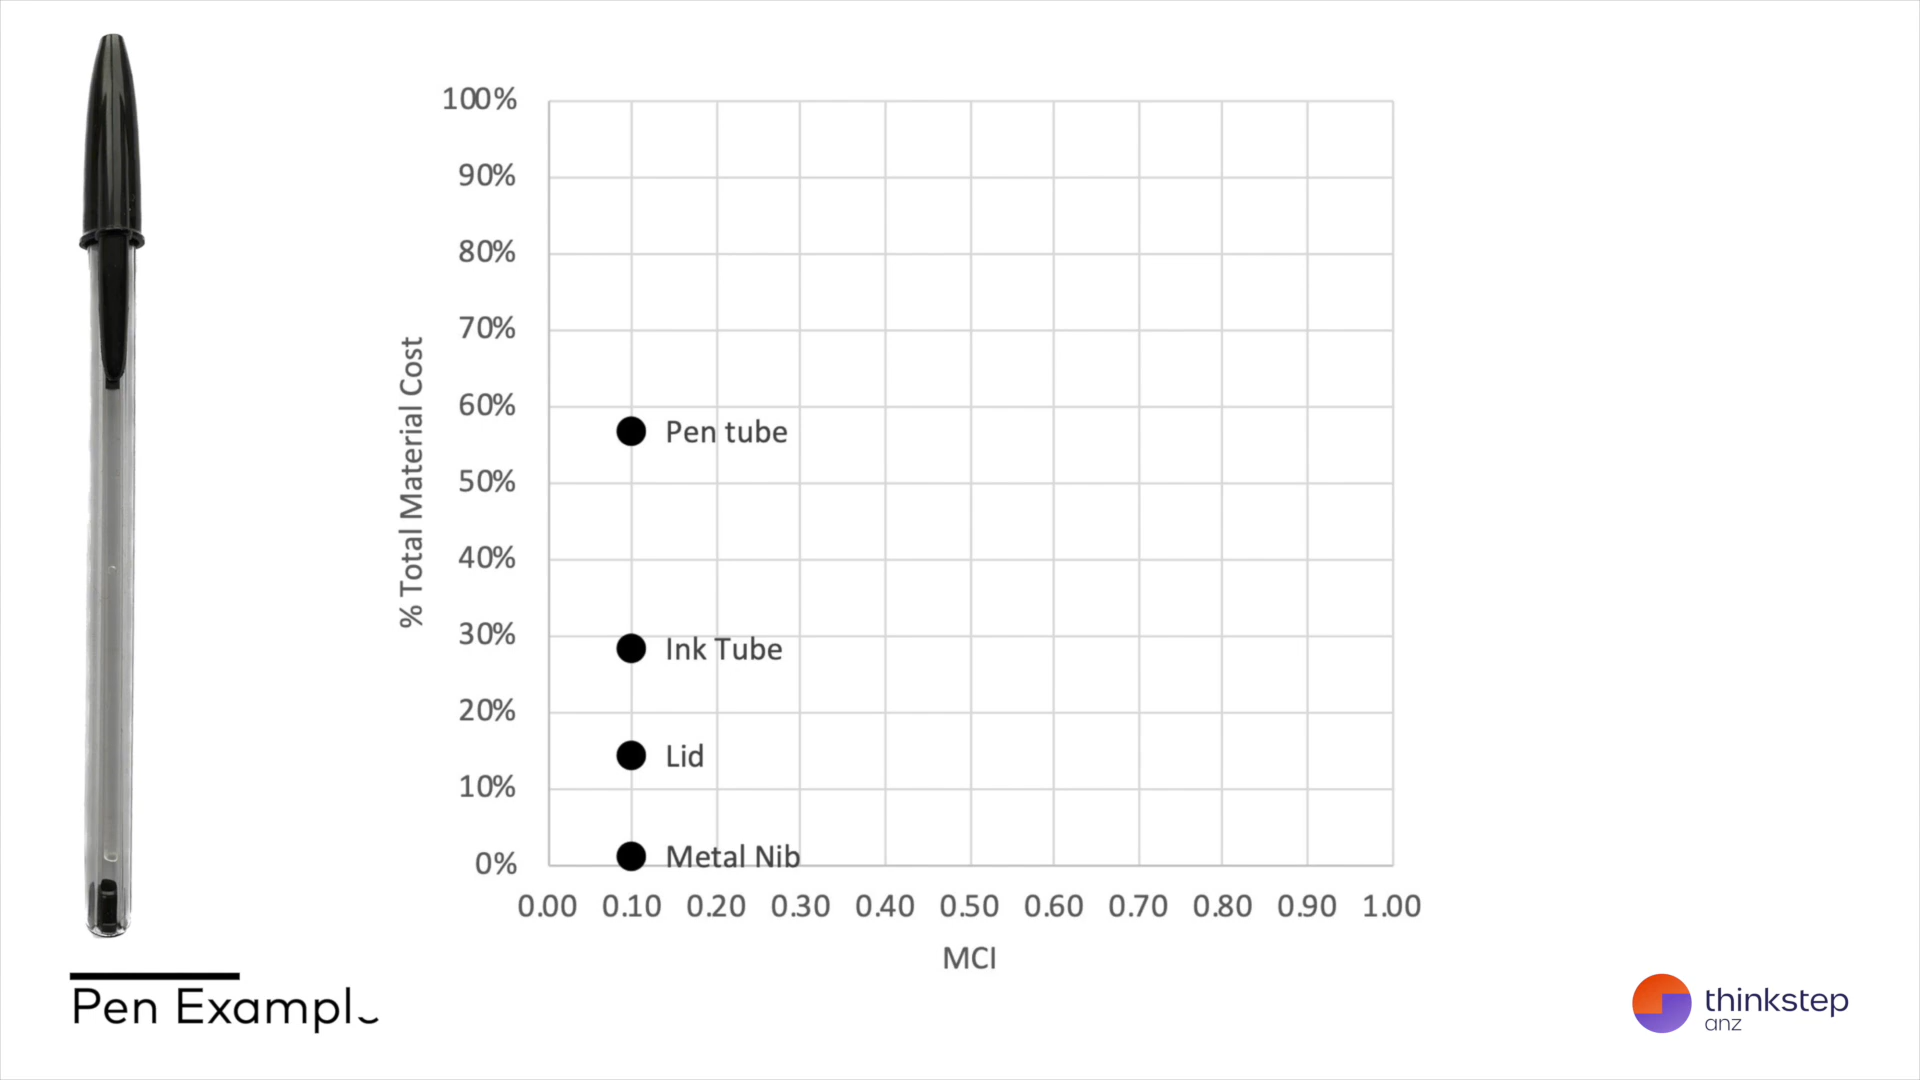 100%
90%
80%
70%
60%
50%
40%
30%
20%
10%
0%
% Total Material Cost
Pen tube
Ink Tube
Lid
Metal Nib
0.00 0.10 0.20 0.30 0.40 0.50 0.60 0.70 0.80 0.90 1.00
MCI
Pen Exampl
thinkstep
anz